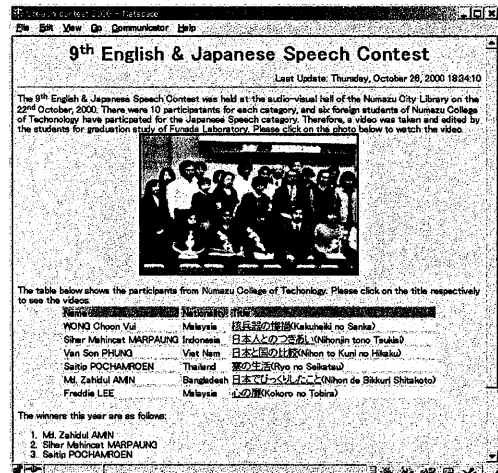 File Edit View Go Communicator Help
9th English & Japanese Speech Contest
Last Update: Thursday, October 26, 2000 18:34:10
The 9th English & Japanese Speech Contest was held at the audio-visual hall of the Numazu City Library on the
22nd October, 2000. There were 10 participatants for each catagory, and six foreign students of Numazu College
of Techonology have particpated for the Japanese Speech category. Therefore, a video was taken and edited by
the students for graduation study of Funada Laboratory. Please click on the photo below to watch the video.
The table below shows the participants from Numazu College of Techonlogy. Please click on the title respectively
to see the videos.
Name Nationality Title
WONG Choon Vui Malaysia 核兵器の惨禍(Kakuheiki no Sanka)
Sihar Mahincat MARPAUNG Indonesia 日本人とのつきあい(Nihonjin tono Tsukiai)
Van Son PHUNG Viet Nam 日本と国の比較(Nihon to Kuni no Hikaku)
Saitip POCHAMROEN Thailand 寮の生活(Ryo no Seikatsu)
Md. Zahidul AMIN Bangladesh 日本でびっくりしたこと(Nihon de Bikkuri Shitakoto)
Freddie LEE Malaysia 心の扉(Kokoro no Tobira)
The winners this year are as follows:
1. Md. Zahidul AMIN
2. Sihar Mahincat MARPAUNG
3. Saitip POCHAMROEN